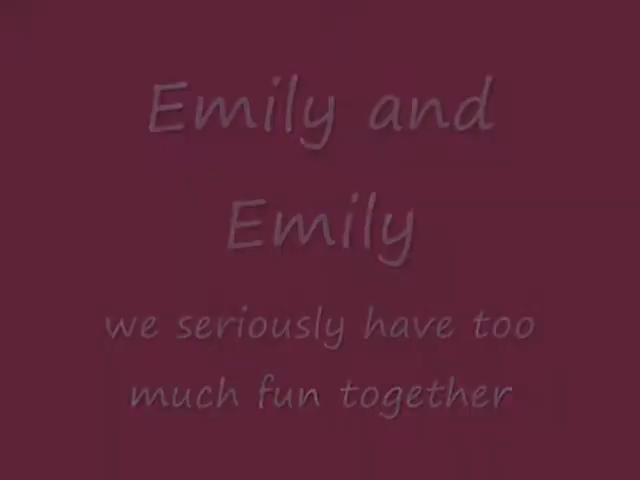 Emily and
Emily
we seriously have too
much fun together